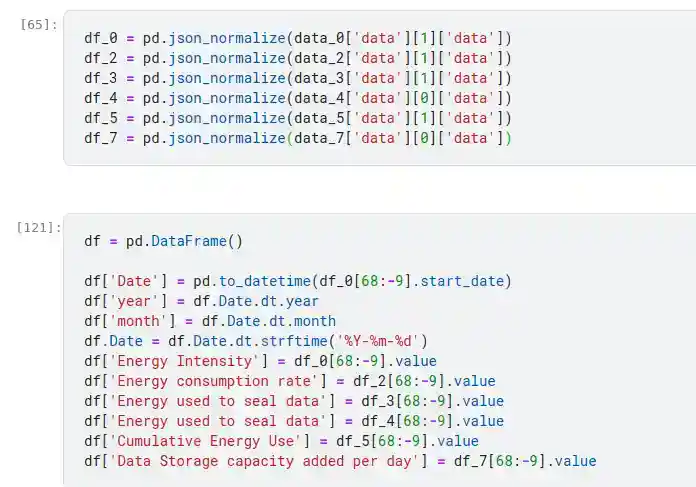 [65]:
df_0 = pd.json_normalize(data_0['data'][1]['data'])
df_2 = pd.json_normalize(data_2['data'][1]['data'])
df_3 = pd.json_normalize(data_3['data'][1]['data'])
df_4 = pd.json_normalize(data_4['data'][0]['data'])
df_5 = pd.json_normalize(data_5['data'][1]['data'])
df_7 = pd.json_normalize(data_7['data'][0]['data'])
[121]:
df = pd.DataFrame()
df['Date'] = pd.to_datetime(df_0[68:-9].start_date)
df['year'] = df.Date.dt.year
df['month'] = df.Date.dt.month
df.Date = df.Date.dt.strftime('%Y-%m-%d')
df['Energy Intensity'] = df_0[68:-9].value
df['Energy consumption rate'] = df_2[68:-9].value
df['Energy used to seal data'] = df_3[68:-9].value
df['Energy used to seal data'] = df_4[68:-9].value
df['Cumulative Energy Use'] = df_5[68:-9].value
df['Data Storage capacity added per day'] = df_7[68:-9].value